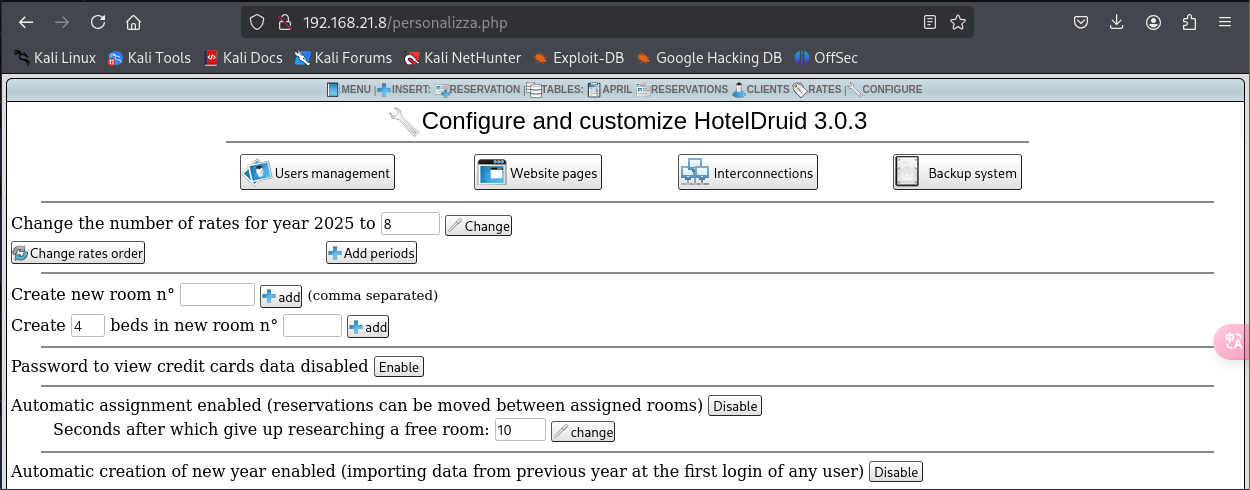 192.168.21.8/personalizza.php
Kali Linux Kali Tools Kali Docs Kali Forums Kali NetHunter Exploit-DB Google Hacking DB OffSec
MENU | INSERT: RESERVATION | TABLES: APRIL RESERVATIONS CLIENTS RATES | CONFIGURE
Configure and customize HotelDruid 3.0.3
Users management Website pages Interconnections Backup system
Change the number of rates for year 2025 to 8 Change
Change rates order Add periods
Create new room n° add (comma separated)
Create 4 beds in new room n° add
Password to view credit cards data disabled Enable
Automatic assignment enabled (reservations can be moved between assigned rooms) Disable
Seconds after which give up researching a free room: 10 change
Automatic creation of new year enabled (importing data from previous year at the first login of any user) Disable